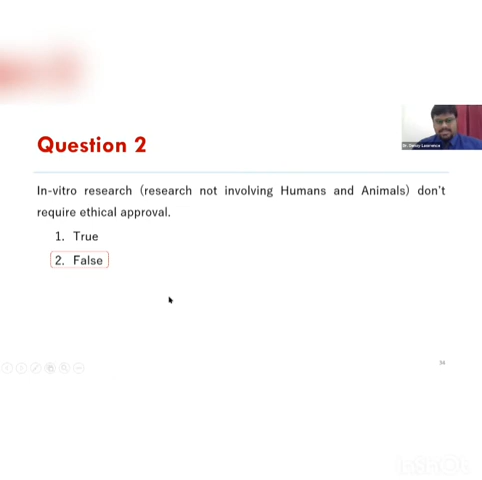 Question 2
In-vitro research (research not involving Humans and Animals) don't
require ethical approval.
1. True
2. False
InShOt